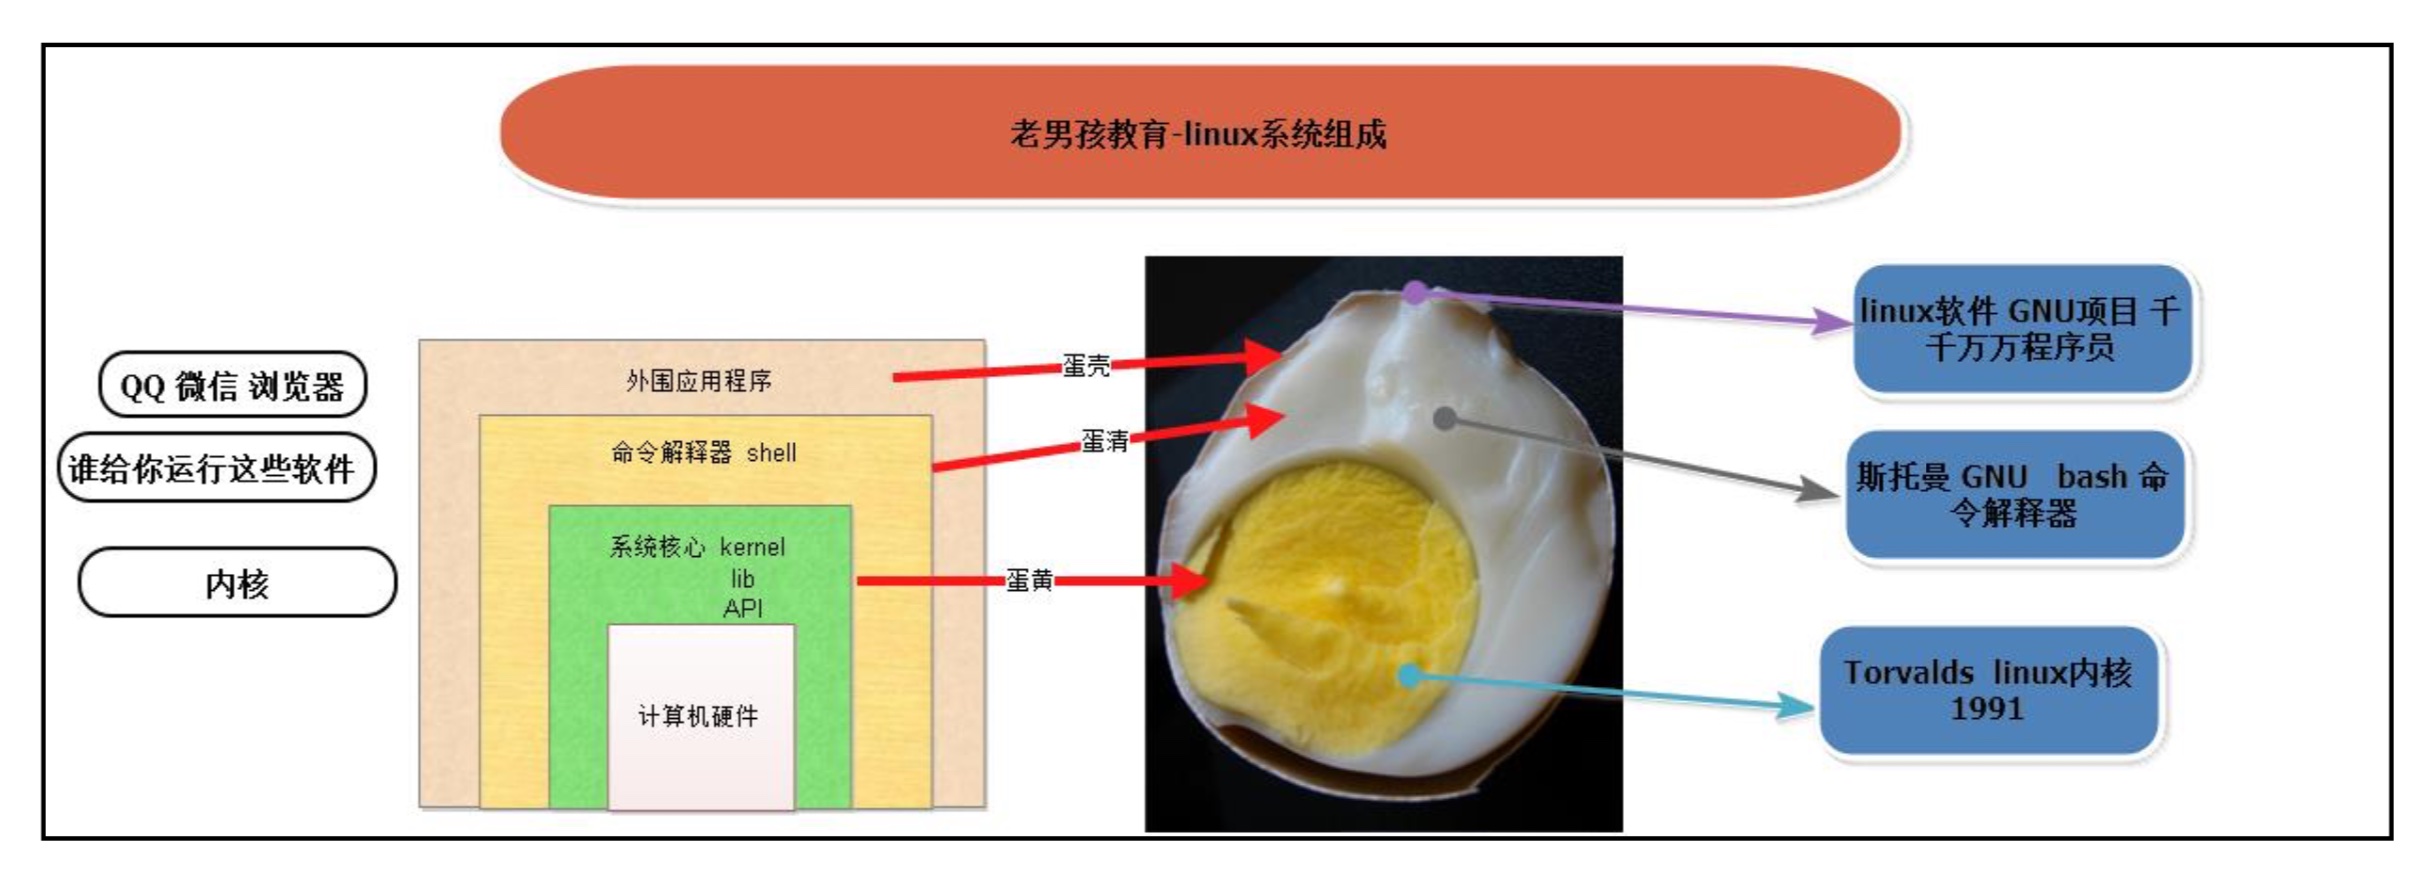 老男孩教育-linux系统组成
QQ 微信 浏览器
谁给你运行这些软件
内核
外围应用程序
命令解释器 shell
系统核心 kernel
lib
API
计算机硬件
蛋壳
蛋清
蛋黄
linux软件 GNU项目 千
千万万程序员
斯托曼 GNU bash 命
令解释器
Torvalds linux内核
1991